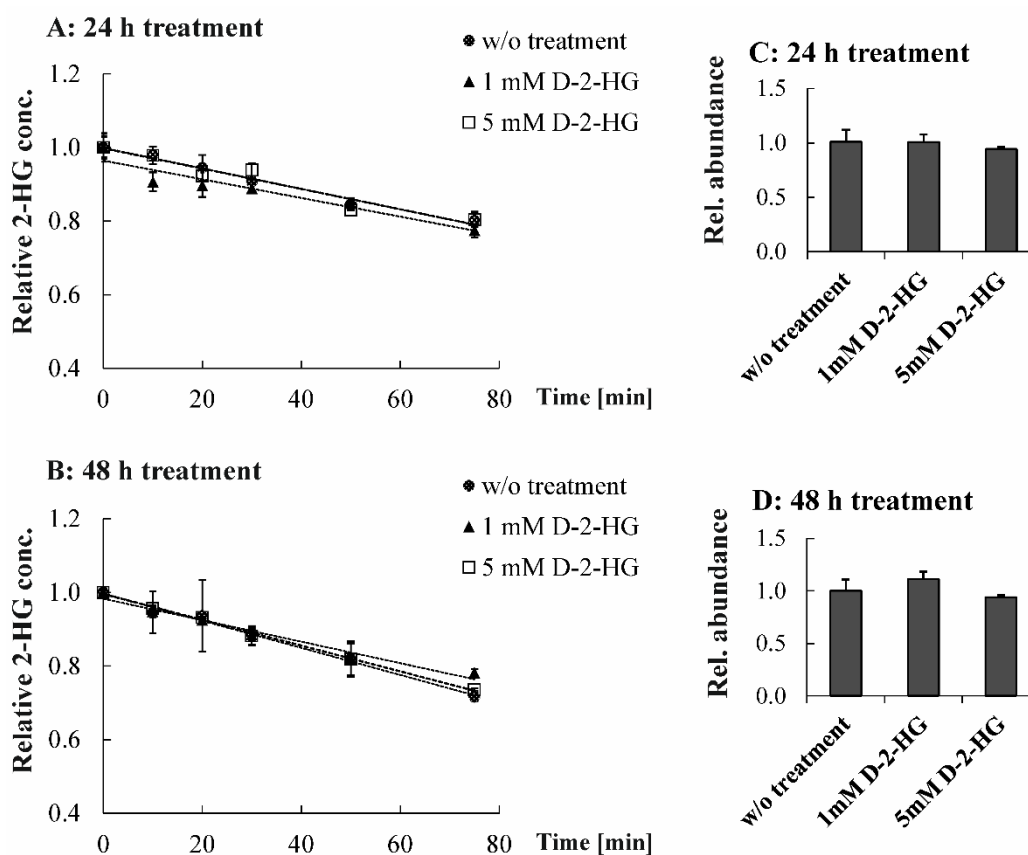 A: 24 h treatment
w/o treatment
1 mM D-2-HG
5 mM D-2-HG
Relative 2-HG conc.
1.2
1.0
0.8
0.6
0.4
0 20 40 60 80 Time [min]
C: 24 h treatment
Rel. abundance
1.5
1.0
0.5
0.0
w/o treatment
1mM D-2-HG
5mM D-2-HG
B: 48 h treatment
w/o treatment
1 mM D-2-HG
5 mM D-2-HG
Relative 2-HG conc.
1.2
1.0
0.8
0.6
0.4
0 20 40 60 80 Time [min]
D: 48 h treatment
Rel. abundance
1.5
1.0
0.5
0.0
w/o treatment
1mM D-2-HG
5mM D-2-HG